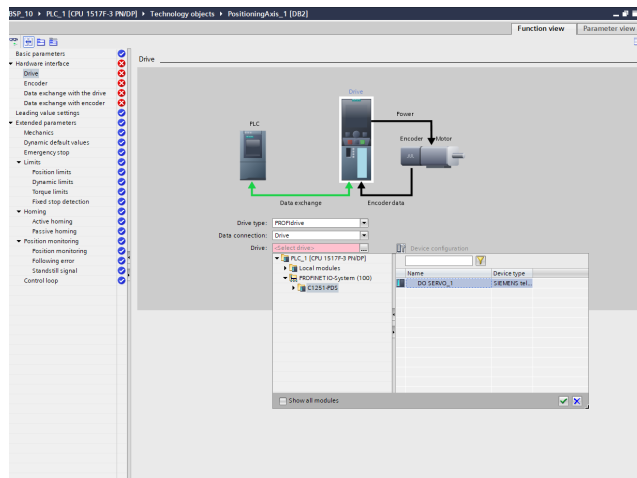 BSP_10 ▸ PLC_1 [CPU 1517F-3 PN/DP] ▸ Technology objects ▸ PositioningAxis_1 [DB2]
Function view
Parameter view
Basic parameters
Hardware interface
Drive
Encoder
Data exchange with the drive
Data exchange with encoder
Leading value settings
Extended parameters
Mechanics
Dynamic default values
Emergency stop
Limits
Position limits
Dynamic limits
Torque limits
Fixed stop detection
Homing
Active homing
Passive homing
Position monitoring
Position monitoring
Following error
Standstill signal
Control loop
Drive
Drive
PLC
Power
Encoder
Motor
Data exchange
Encoder data
Drive type: PROFIdrive
Data connection: Drive
Drive: <Select drive> ...
Device configuration
PLC_1 [CPU 1517F-3 PN/DP]
Local modules
PROFINET IO-System (100)
C1251-FDS
Name
Device type
DO SERVO_1
SIEMENS tel...
Show all modules